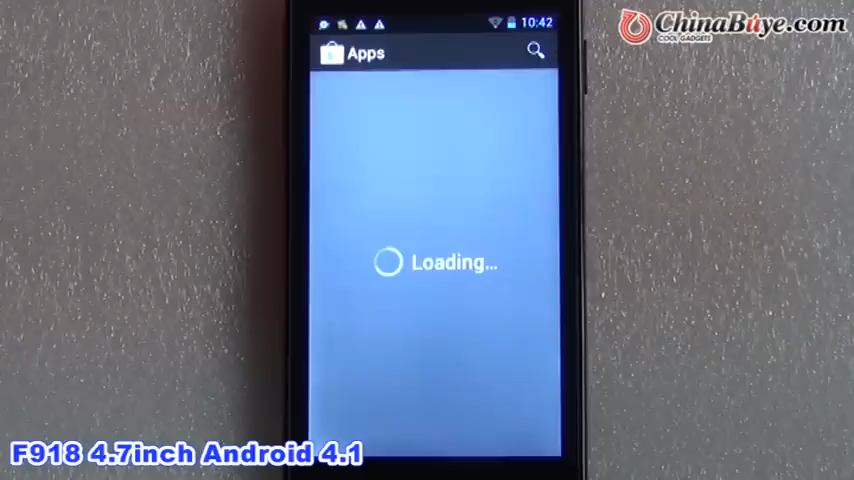 10:42
ChinaBuye.com
COOL GADGETS
Apps
Loading...
F918 4.7inch Android 4.1